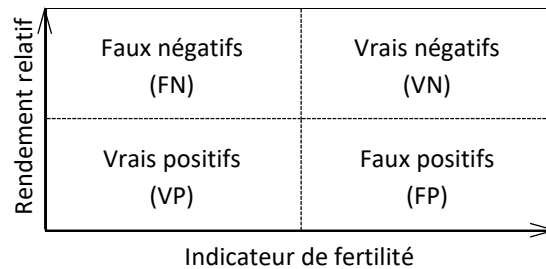 Rendement relatif
Faux négatifs
(FN)
Vrais négatifs
(VN)
Vrais positifs
(VP)
Faux positifs
(FP)
Indicateur de fertilité